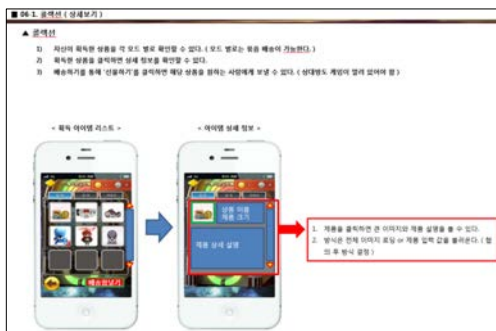 ■ 06-1. 콜렉션 ( 상세보기 )
▲ 콜렉션
1) 자신이 획득한 상품을 각 모드 별로 확인할 수 있다. ( 모드 별로는 묶음 배송이 가능한다. )
2) 획득한 상품을 클릭하면 상세 정보를 확인할 수 있다.
3) 배송하기를 통해 '선물하기'를 클릭하면 해당 상품을 원하는 사람에게 보낼 수 있다. ( 상대방도 게임이 깔려 있어야 함 )
< 획득 아이템 리스트 >
< 아이템 상세 정보 >
상품 이름
제품 크기
제품 상세 설명
1. 제품을 클릭하면 큰 이미지와 제품 설명을 볼 수 있다.
2. 방식은 전체 이미지 로딩 or 제품 입력 값을 불러온다. ( 협의 후 방식 결정 )